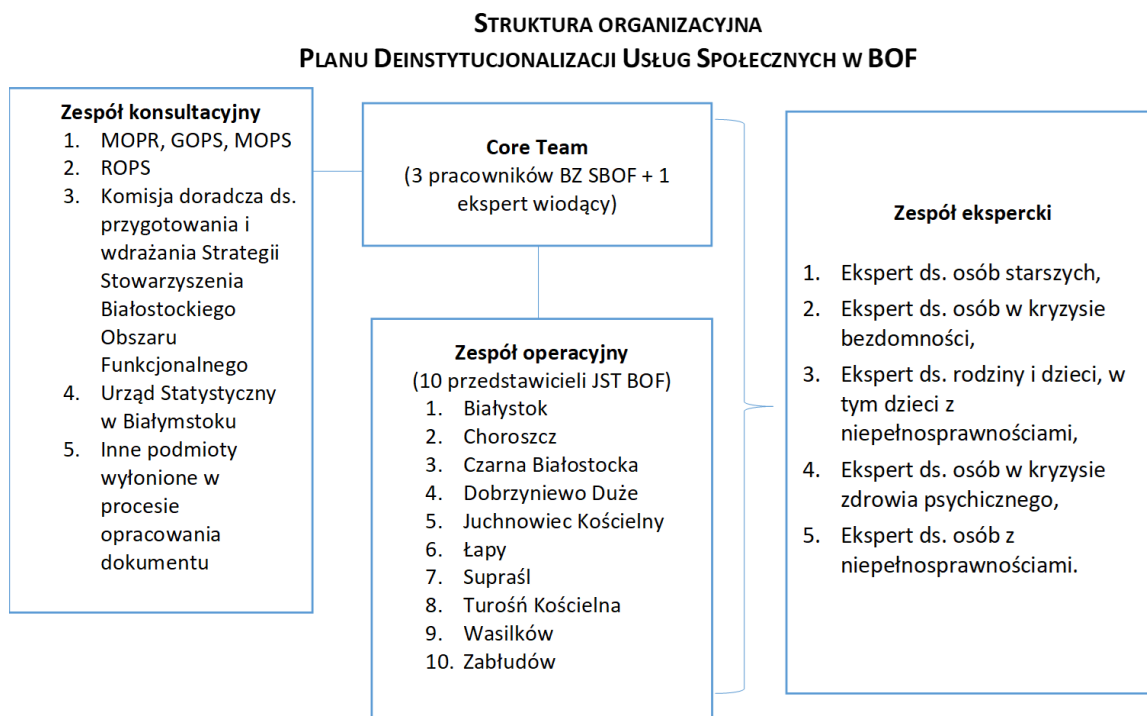 STRUKTURA ORGANIZACYJNA
PLANU DEINSTYTUCJONALIZACJI USŁUG SPOŁECZNYCH W BOF
Zespół konsultacyjny
1. MOPR, GOPS, MOPS
2. ROPS
3. Komisja doradcza ds.
przygotowania i
wdrażania Strategii
Stowarzyszenia
Białostockiego
Obszaru
Funkcjonalnego
4. Urząd Statystyczny
w Białymstoku
5. Inne podmioty
wyłonione w
procesie
opracowania
dokumentu
Core Team
(3 pracowników BZ SBOF + 1
ekspert wiodący)
Zespół operacyjny
(10 przedstawicieli JST BOF)
1. Białystok
2. Choroszcz
3. Czarna Białostocka
4. Dobrzyniewo Duże
5. Juchnowiec Kościelny
6. Łapy
7. Supraśl
8. Turośń Kościelna
9. Wasilków
10. Zabłudów
Zespół ekspercki
1. Ekspert ds. osób starszych,
2. Ekspert ds. osób w kryzysie
bezdomności,
3. Ekspert ds. rodziny i dzieci, w
tym dzieci z
niepełnosprawnościami,
4. Ekspert ds. osób w kryzysie
zdrowia psychicznego,
5. Ekspert ds. osób z
niepełnosprawnościami.